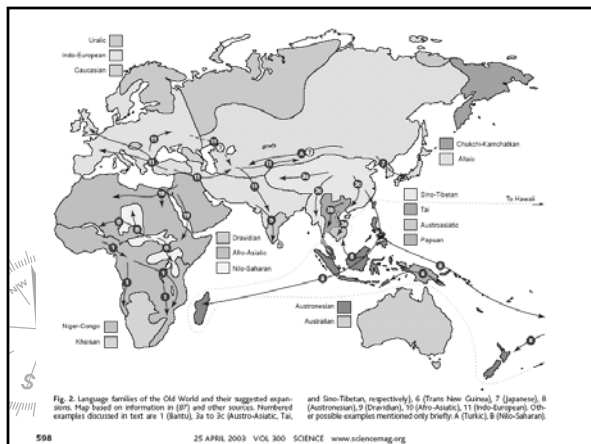 Uralic
Indo-European
Caucasian
Chukchi-Kamchatkan
Altaic
Sino-Tibetan
Tai
Austroasiatic
Papuan
To Hawaii
Dravidian
Afro-Asiatic
Nilo-Saharan
Austronesian
Australian
Niger-Congo
Khoisan
NW
S
Fig. 2. Language families of the Old World and their suggested expan-
sions. Map based on information in (87) and other sources. Numbered
examples discussed in text are 1 (Bantu), 3a to 3c (Austro-Asiatic, Tai,
and Sino-Tibetan, respectively), 6 (Trans New Guinea), 7 (Japanese), 8
(Austronesian), 9 (Dravidian), 10 (Afro-Asiatic), 11 (Indo-European). Oth-
er possible examples mentioned only briefly: A (Turkic), B (Nilo-Saharan).
598
25 APRIL 2003 VOL 300 SCIENCE www.sciencemag.org